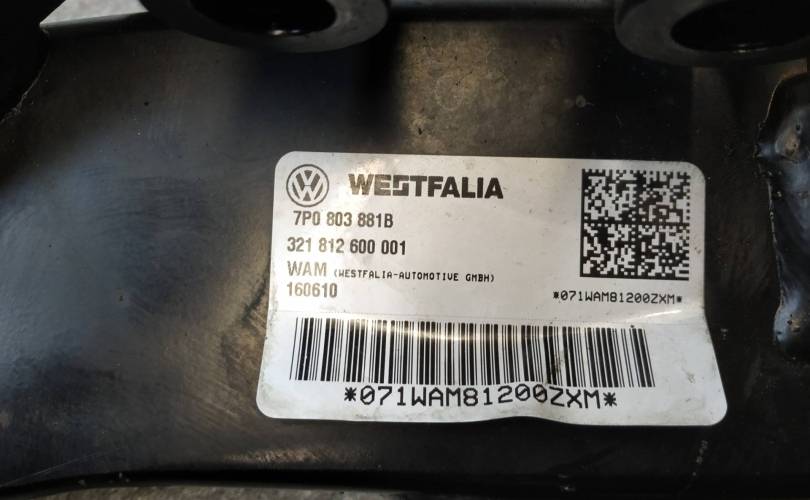 WESTFALIA
7P0 803 881B
321 812 600 001
WAM (WESTFALIA-AUTOMOTIVE GMBH)
160610
*071WAM81200ZXM*
*071WAM81200ZXM*